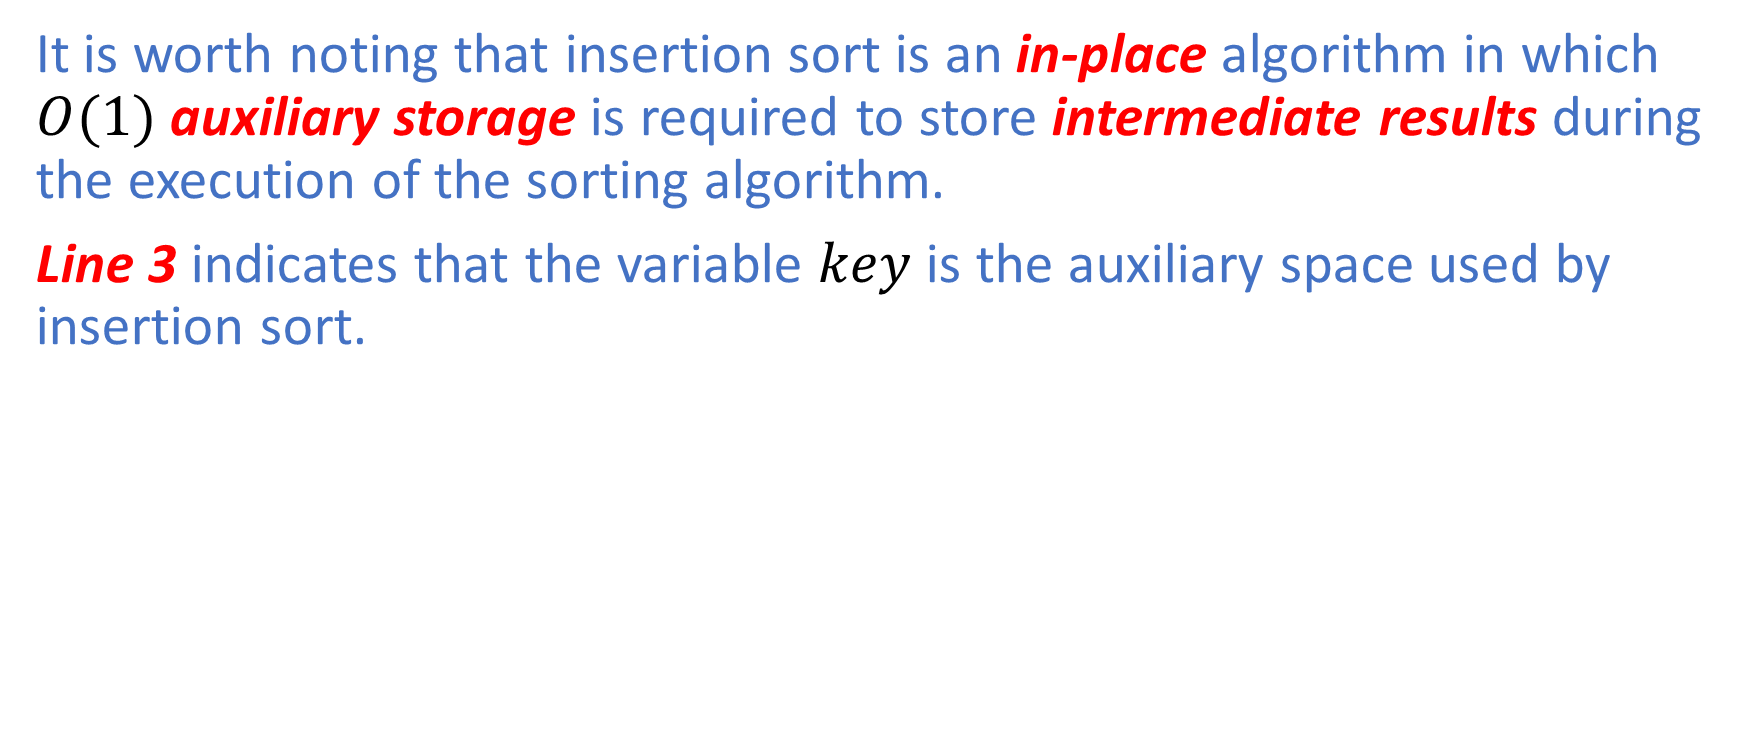 It is worth noting that insertion sort is an in-place algorithm in which
O(1) auxiliary storage is required to store intermediate results during
the execution of the sorting algorithm.
Line 3 indicates that the variable key is the auxiliary space used by
insertion sort.